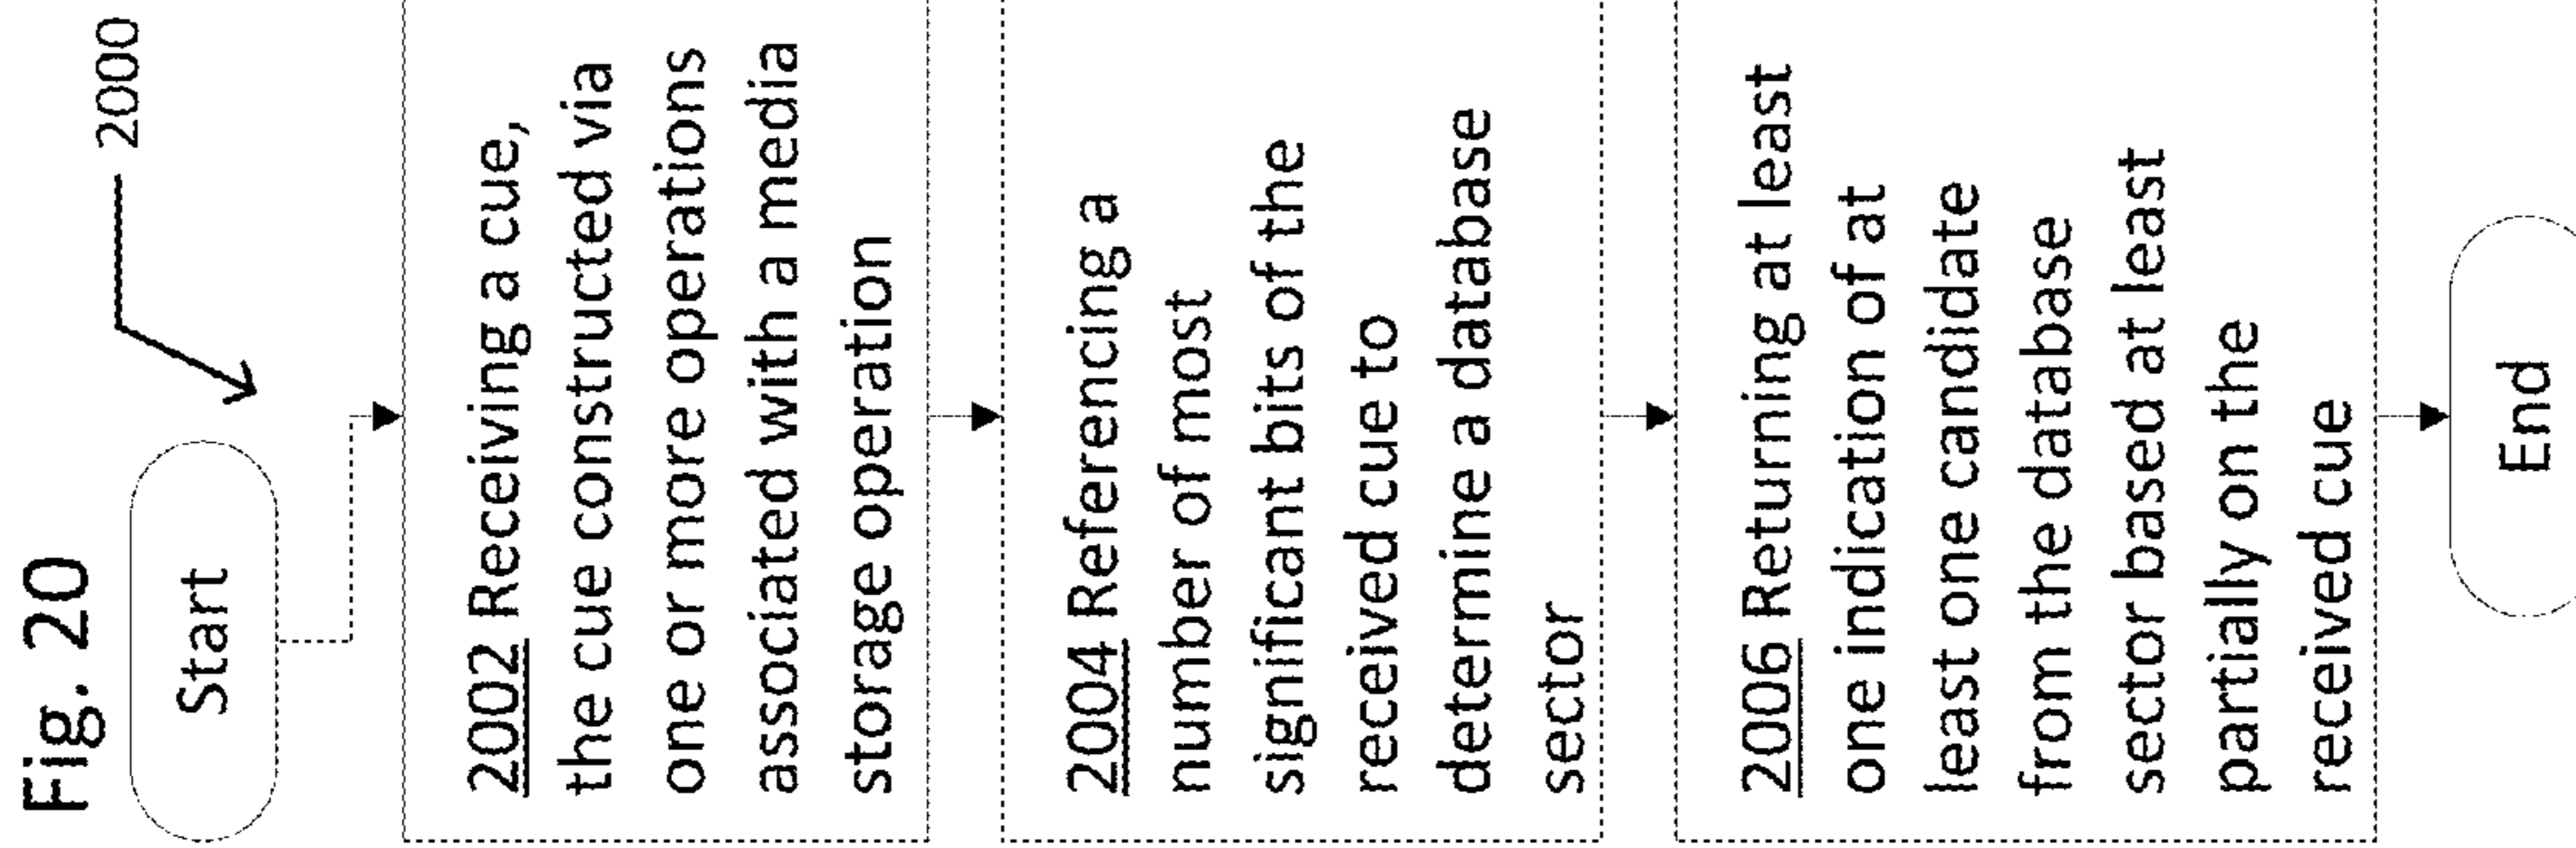 Fig. 20
2000
Start
2002 Receiving a cue,
the cue constructed via
one or more operations
associated with a media
storage operation
2004 Referencing a
number of most
significant bits of the
received cue to
determine a database
sector
2006 Returning at least
one indication of at
least one candidate
from the database
sector based at least
partially on the
received cue
End